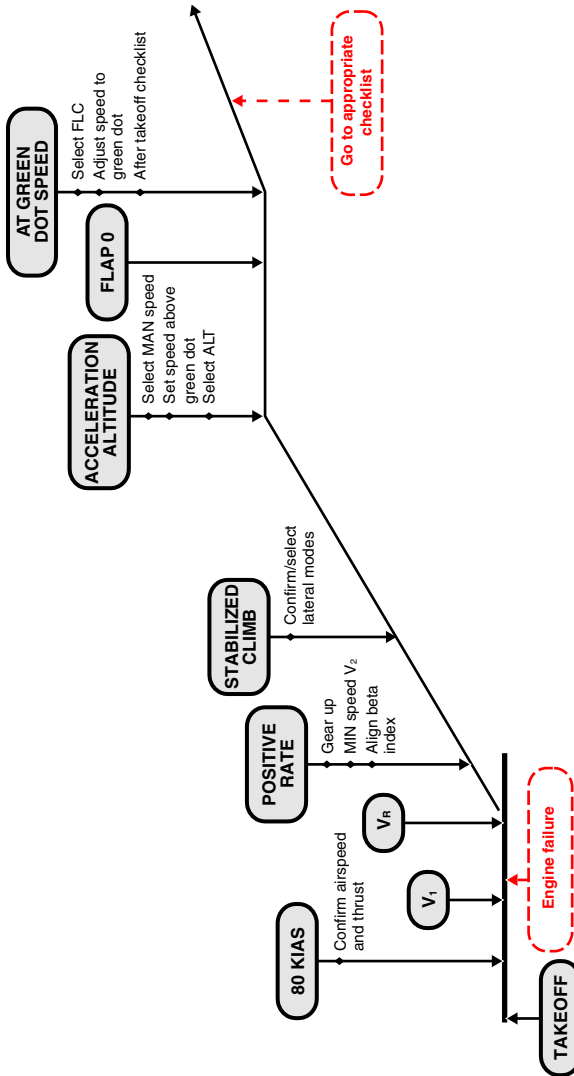 TAKEOFF
80 KIAS
Confirm airspeed
and thrust
Engine failure
V1
VR
POSITIVE
RATE
Gear up
MIN speed V2
Align beta
index
STABILIZED
CLIMB
Confirm/select
lateral modes
ACCELERATION
ALTITUDE
Select MAN speed
Set speed above
green dot
Select ALT
FLAP 0
AT GREEN
DOT SPEED
Select FLC
Adjust speed to
green dot
After takeoff checklist
Go to appropriate
checklist